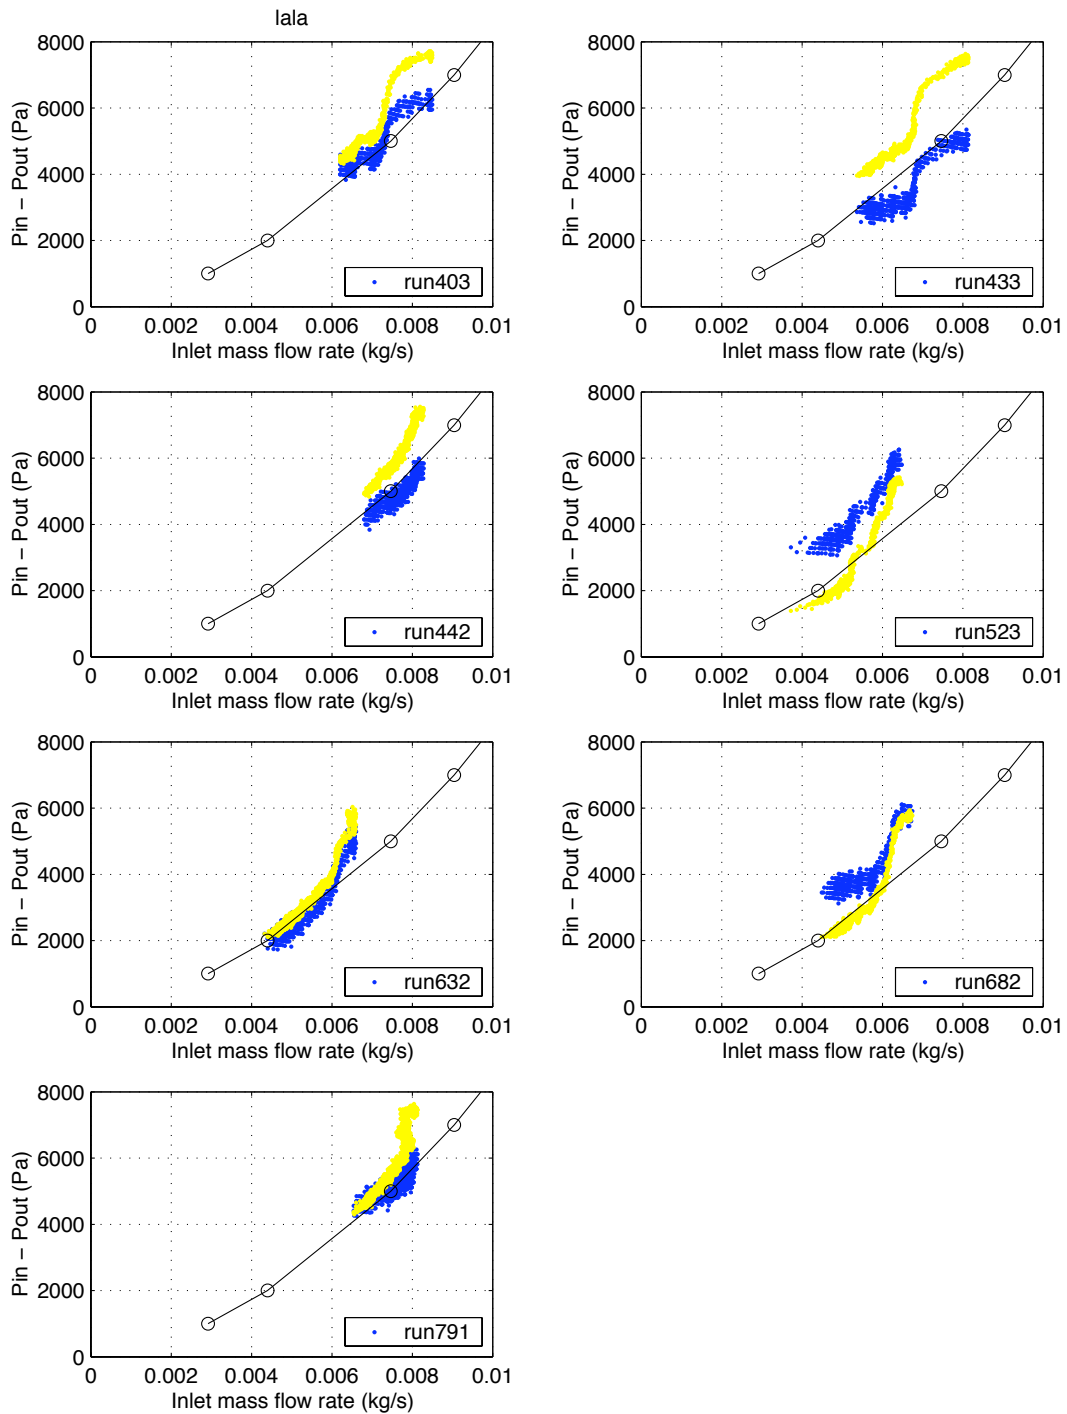 lala
8000
6000
4000
2000
0
Pin − Pout (Pa)
run403
0 0.002 0.004 0.006 0.008 0.01
Inlet mass flow rate (kg/s)
8000
6000
4000
2000
0
Pin − Pout (Pa)
run433
0 0.002 0.004 0.006 0.008 0.01
Inlet mass flow rate (kg/s)
8000
6000
4000
2000
0
Pin − Pout (Pa)
run442
0 0.002 0.004 0.006 0.008 0.01
Inlet mass flow rate (kg/s)
8000
6000
4000
2000
0
Pin − Pout (Pa)
run523
0 0.002 0.004 0.006 0.008 0.01
Inlet mass flow rate (kg/s)
8000
6000
4000
2000
0
Pin − Pout (Pa)
run632
0 0.002 0.004 0.006 0.008 0.01
Inlet mass flow rate (kg/s)
8000
6000
4000
2000
0
Pin − Pout (Pa)
run682
0 0.002 0.004 0.006 0.008 0.01
Inlet mass flow rate (kg/s)
8000
6000
4000
2000
0
Pin − Pout (Pa)
run791
0 0.002 0.004 0.006 0.008 0.01
Inlet mass flow rate (kg/s)